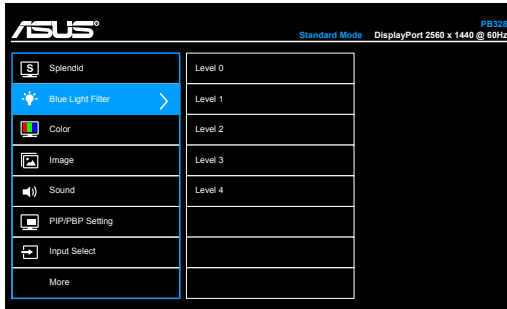 ASUS
PB328
Standard Mode DisplayPort 2560 x 1440 @ 60Hz
S Splendid
Blue Light Filter
Color
Image
Sound
PIP/PBP Setting
Input Select
More
Level 0
Level 1
Level 2
Level 3
Level 4